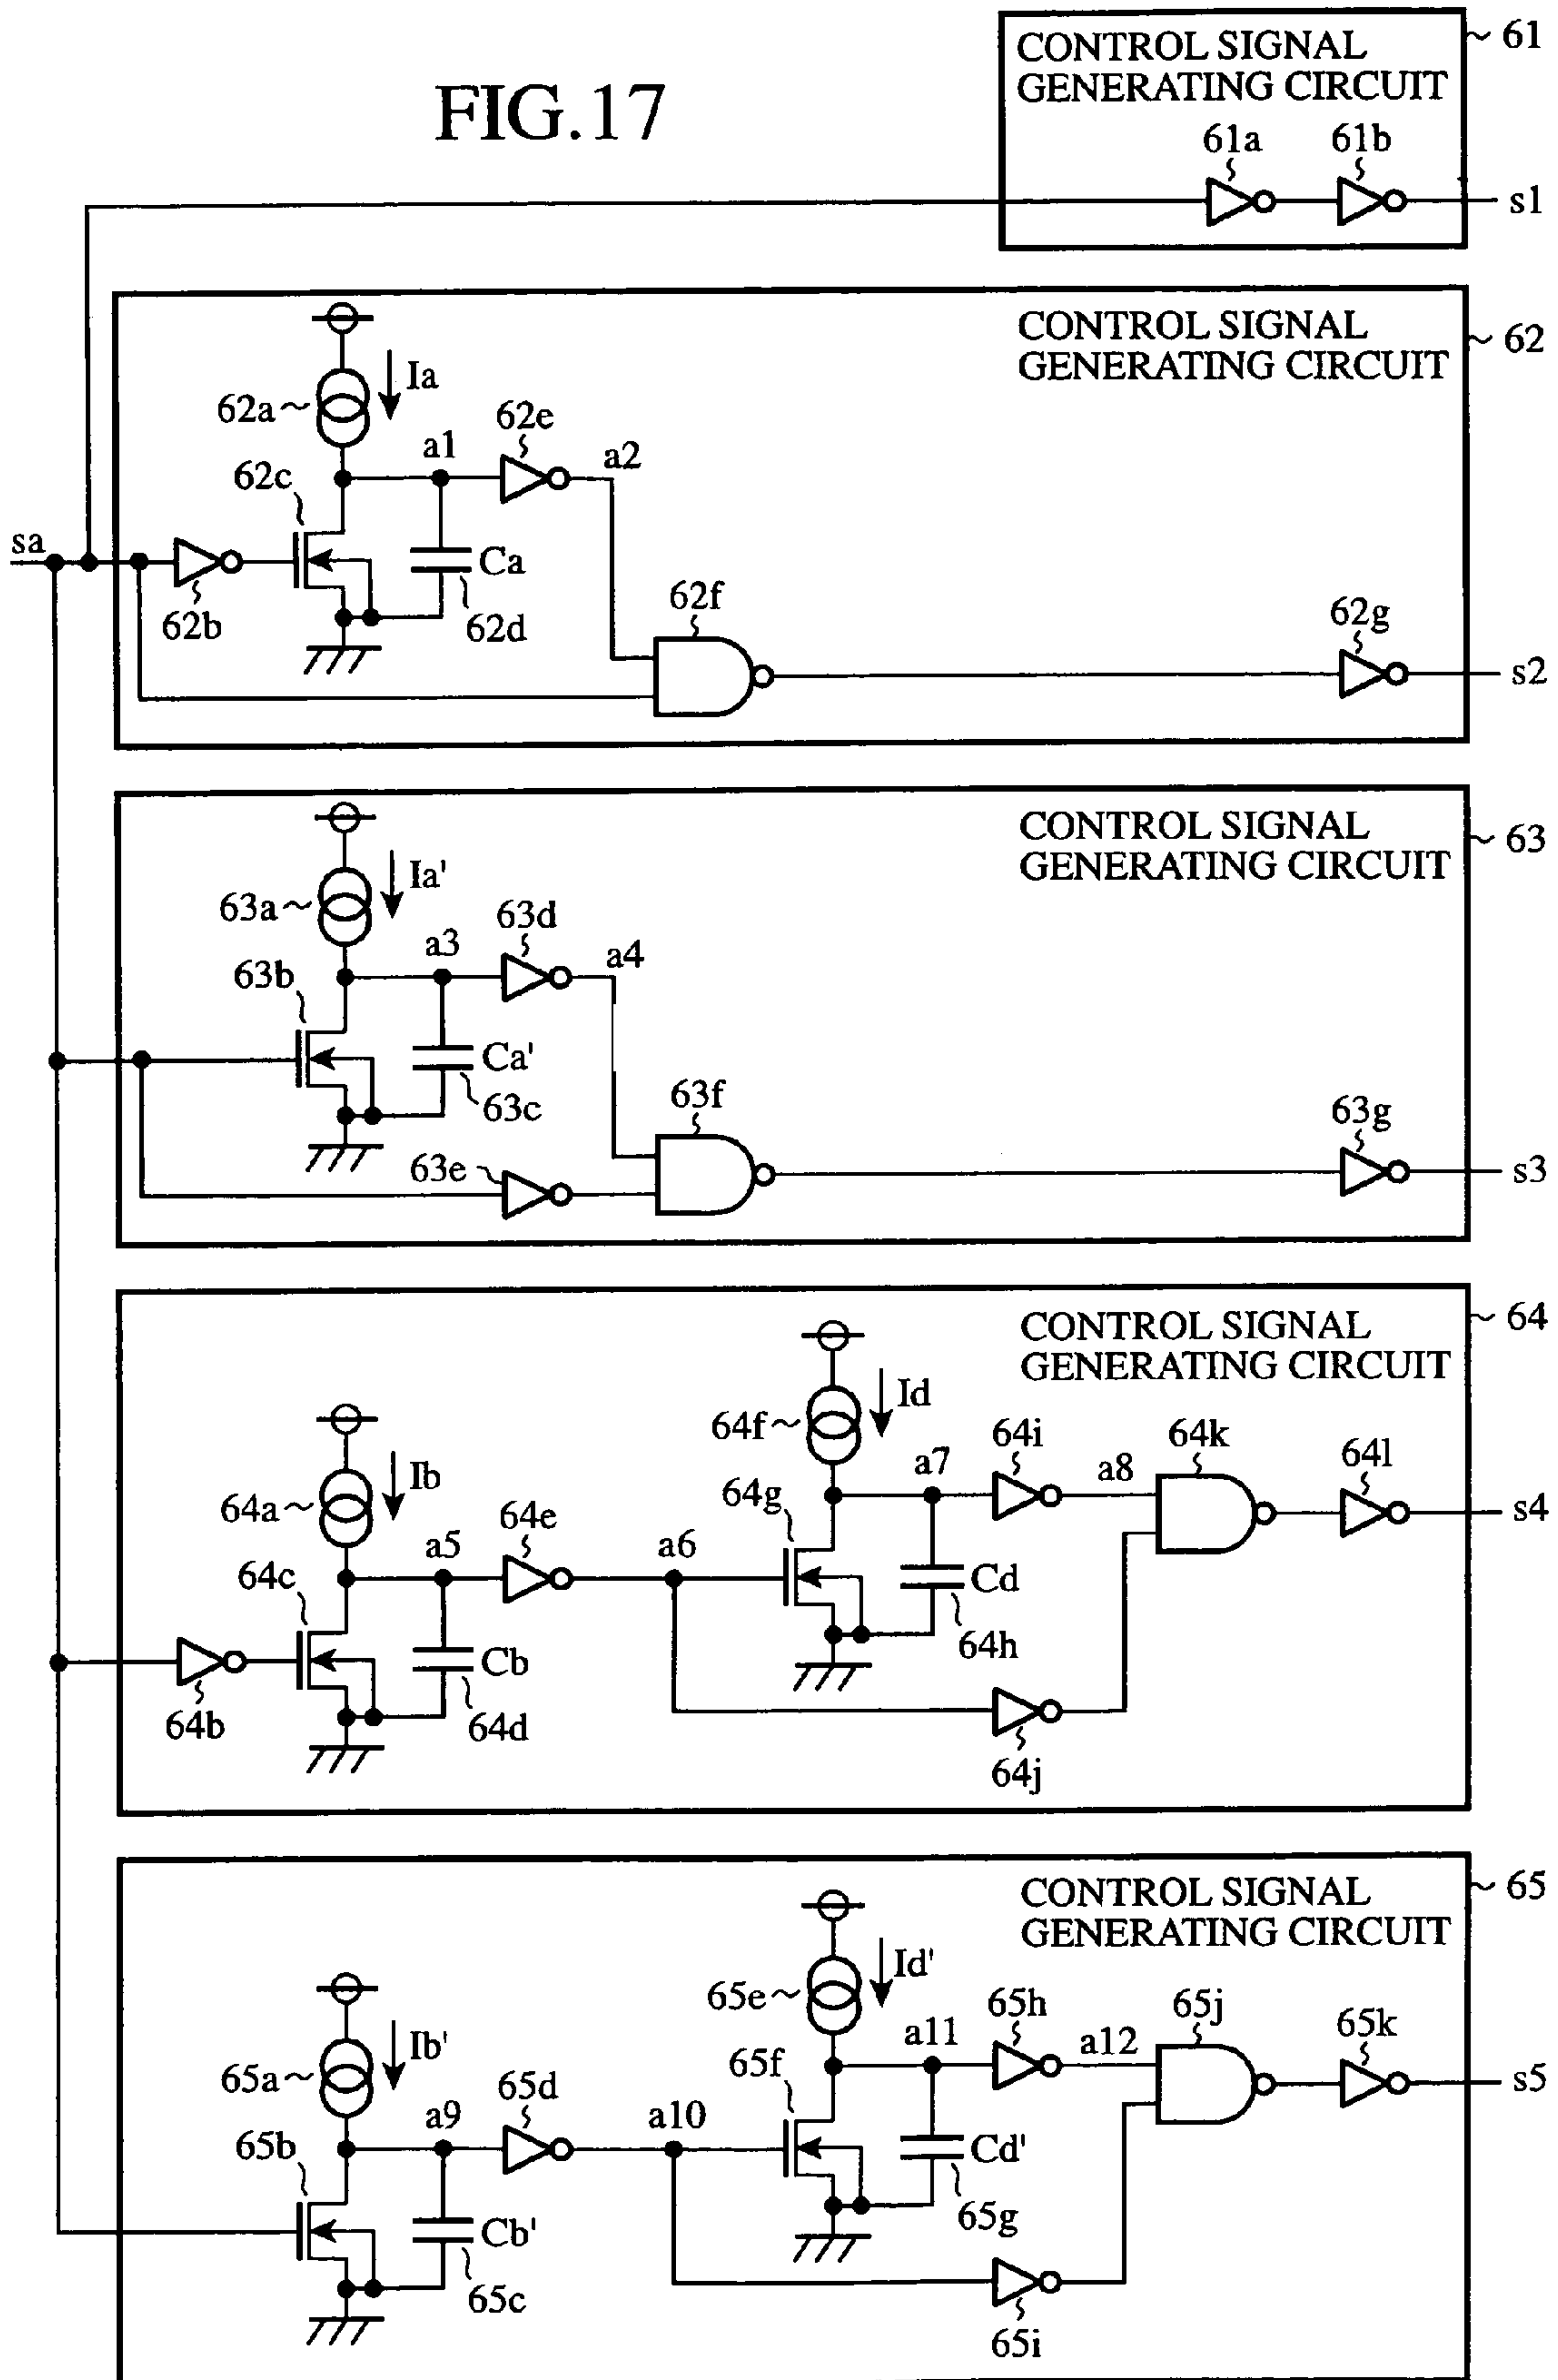 FIG.17
CONTROL SIGNAL
GENERATING CIRCUIT
61
61a
61b
s1
CONTROL SIGNAL
GENERATING CIRCUIT
62
62a
Ia
62c
a1
62e
a2
sa
62b
Ca
62d
62f
62g
s2
CONTROL SIGNAL
GENERATING CIRCUIT
63
63a
Ia'
63b
a3
63d
a4
Ca'
63c
63e
63f
63g
s3
CONTROL SIGNAL
GENERATING CIRCUIT
64
64a
Ib
64c
a5
64e
a6
64b
Cb
64d
64f
Id
64g
a7
64i
a8
64k
64l
s4
Cd
64h
64j
CONTROL SIGNAL
GENERATING CIRCUIT
65
65a
Ib'
65b
a9
65d
a10
Cb'
65c
65e
Id'
65f
a11
65h
a12
65j
65k
s5
Cd'
65g
65i